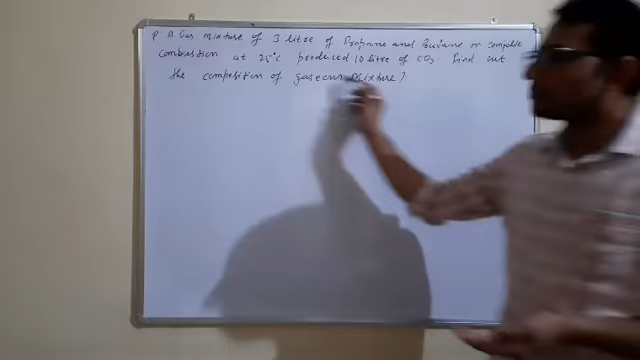 P A Gas mixture of 3 litre of Propane and Butane on complete
combustion at 25°C produced 10 litre of CO2 Find out
the composition of gaseous mixture?